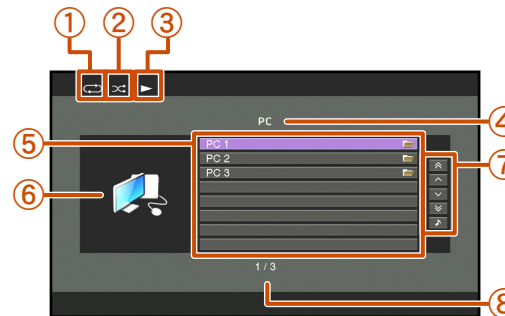 ① ② ③
PC ④
⑤ PC 1
PC 2
PC 3
⑥ ⑦
1 / 3
⑧